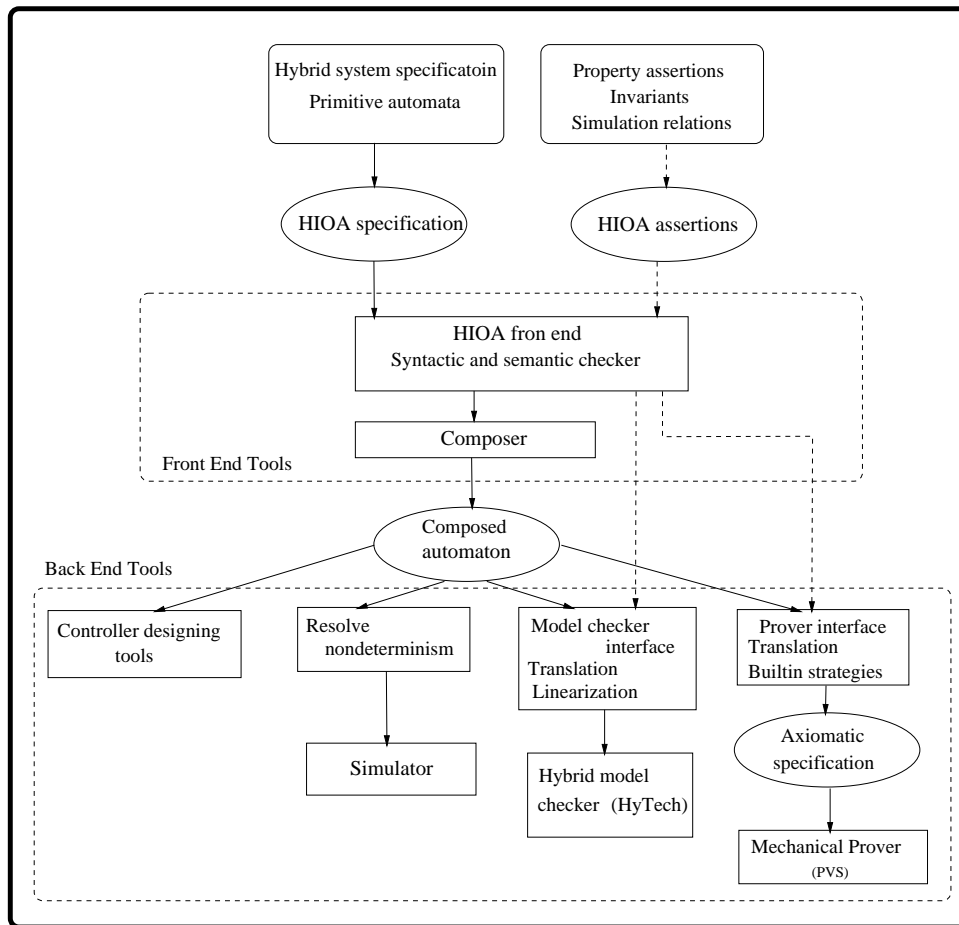 Hybrid system specificatoin
Primitive automata
Property assertions
Invariants
Simulation relations
HIOA specification
HIOA assertions
HIOA fron end
Syntactic and semantic checker
Composer
Front End Tools
Composed
automaton
Back End Tools
Controller designing
tools
Resolve
nondeterminism
Model checker
interface
Translation
Linearization
Prover interface
Translation
Builtin strategies
Simulator
Hybrid model
checker (HyTech)
Axiomatic
specification
Mechanical Prover
(PVS)